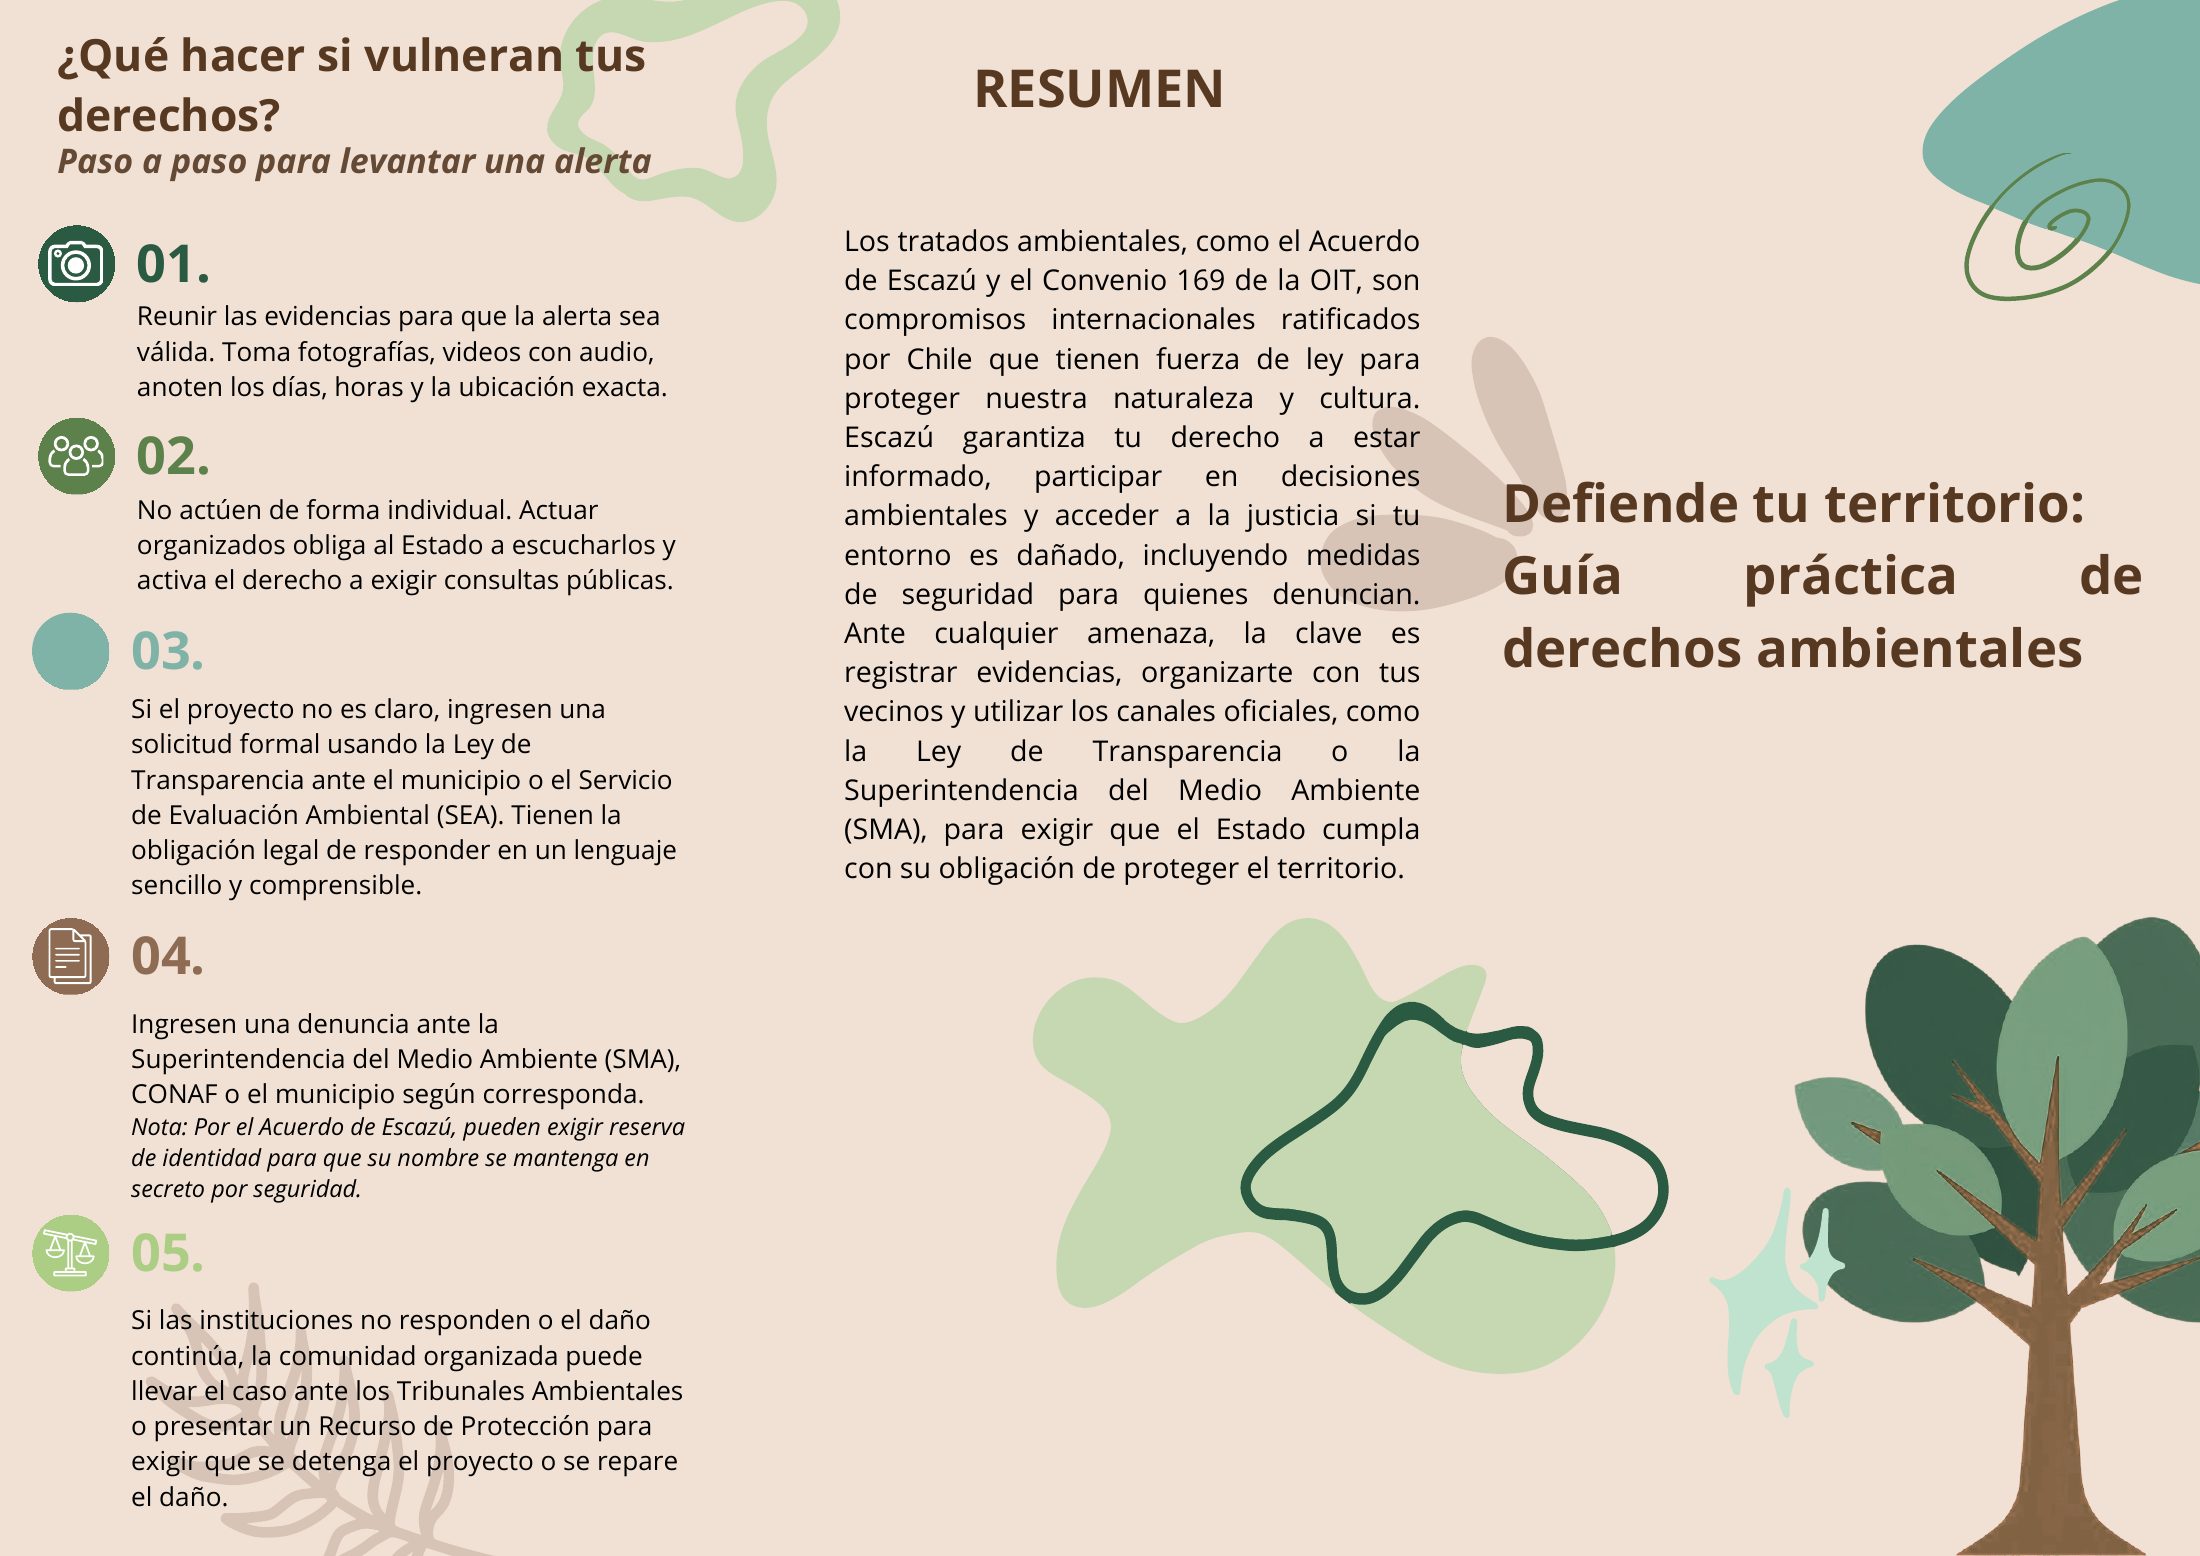 ¿Qué hacer si vulneran tus
derechos?
Paso a paso para levantar una alerta
01.
Reunir las evidencias para que la alerta sea
válida. Toma fotografías, videos con audio,
anoten los días, horas y la ubicación exacta.
02.
No actúen de forma individual. Actuar
organizados obliga al Estado a escucharlos y
activa el derecho a exigir consultas públicas.
03.
Si el proyecto no es claro, ingresen una
solicitud formal usando la Ley de
Transparencia ante el municipio o el Servicio
de Evaluación Ambiental (SEA). Tienen la
obligación legal de responder en un lenguaje
sencillo y comprensible.
04.
Ingresen una denuncia ante la
Superintendencia del Medio Ambiente (SMA),
CONAF o el municipio según corresponda.
Nota: Por el Acuerdo de Escazú, pueden exigir reserva
de identidad para que su nombre se mantenga en
secreto por seguridad.
05.
Si las instituciones no responden o el daño
continúa, la comunidad organizada puede
llevar el caso ante los Tribunales Ambientales
o presentar un Recurso de Protección para
exigir que se detenga el proyecto o se repare
el daño.
RESUMEN
Los tratados ambientales, como el Acuerdo
de Escazú y el Convenio 169 de la OIT, son
compromisos internacionales ratificados
por Chile que tienen fuerza de ley para
proteger nuestra naturaleza y cultura.
Escazú garantiza tu derecho a estar
informado, participar en decisiones
ambientales y acceder a la justicia si tu
entorno es dañado, incluyendo medidas
de seguridad para quienes denuncian.
Ante cualquier amenaza, la clave es
registrar evidencias, organizarte con tus
vecinos y utilizar los canales oficiales, como
la Ley de Transparencia o la
Superintendencia del Medio Ambiente
(SMA), para exigir que el Estado cumpla
con su obligación de proteger el territorio.
Defiende tu territorio:
Guía práctica de
derechos ambientales